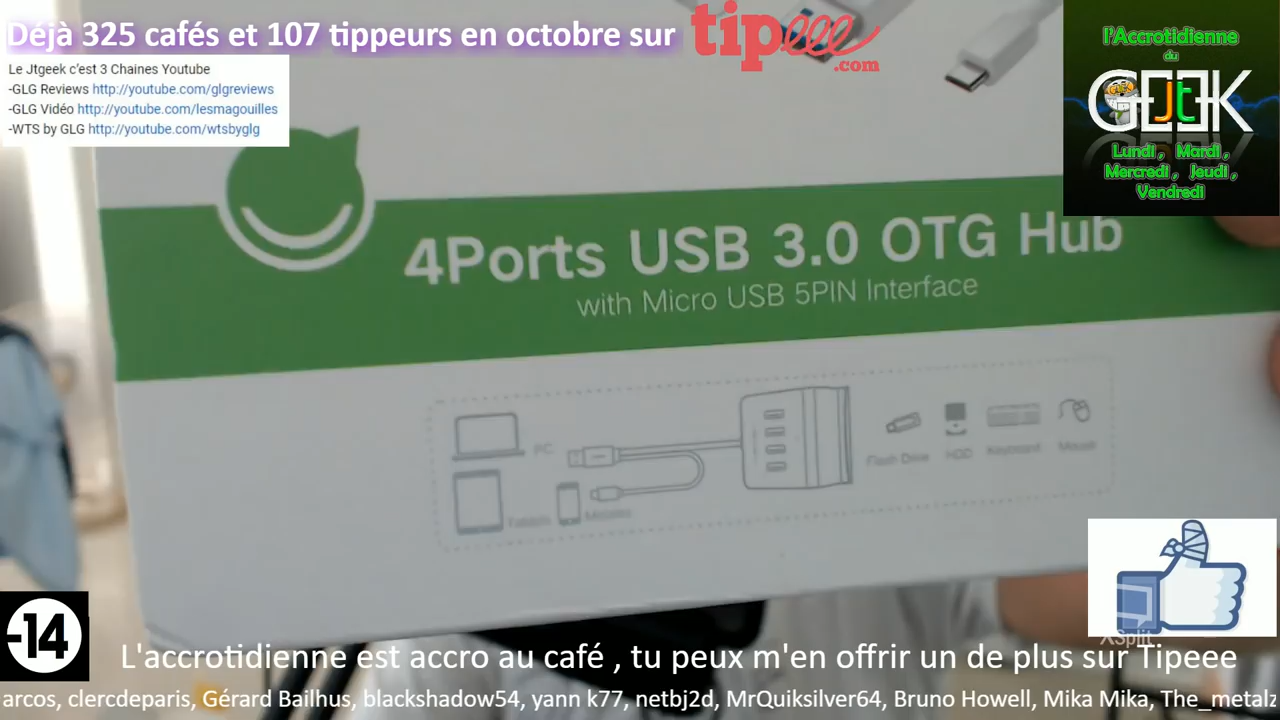 Déjà 325 cafés et 107 tippeurs en octobre sur
tipeee
.com
Le Jtgeek c'est 3 Chaines Youtube
-GLG Reviews http://youtube.com/glgreviews
-GLG Vidéo http://youtube.com/lesmagouilles
-WTS by GLG http://youtube.com/wtsbyglg
l'Accrotidienne
du
GEEK
Jt
Lundi , Mardi ,
Mercredi , Jeudi ,
Vendredi
4Ports USB 3.0 OTG Hub
with Micro USB 5PIN Interface
PC
Flash Drive
HDD
Keyboard
Mouse
Tablets
Mobiles
XSplit
-14
L'accrotidienne est accro au café , tu peux m'en offrir un de plus sur Tipeee
arcos, clercdeparis, Gérard Bailhus, blackshadow54, yann k77, netbj2d, MrQuiksilver64, Bruno Howell, Mika Mika, The_metalz